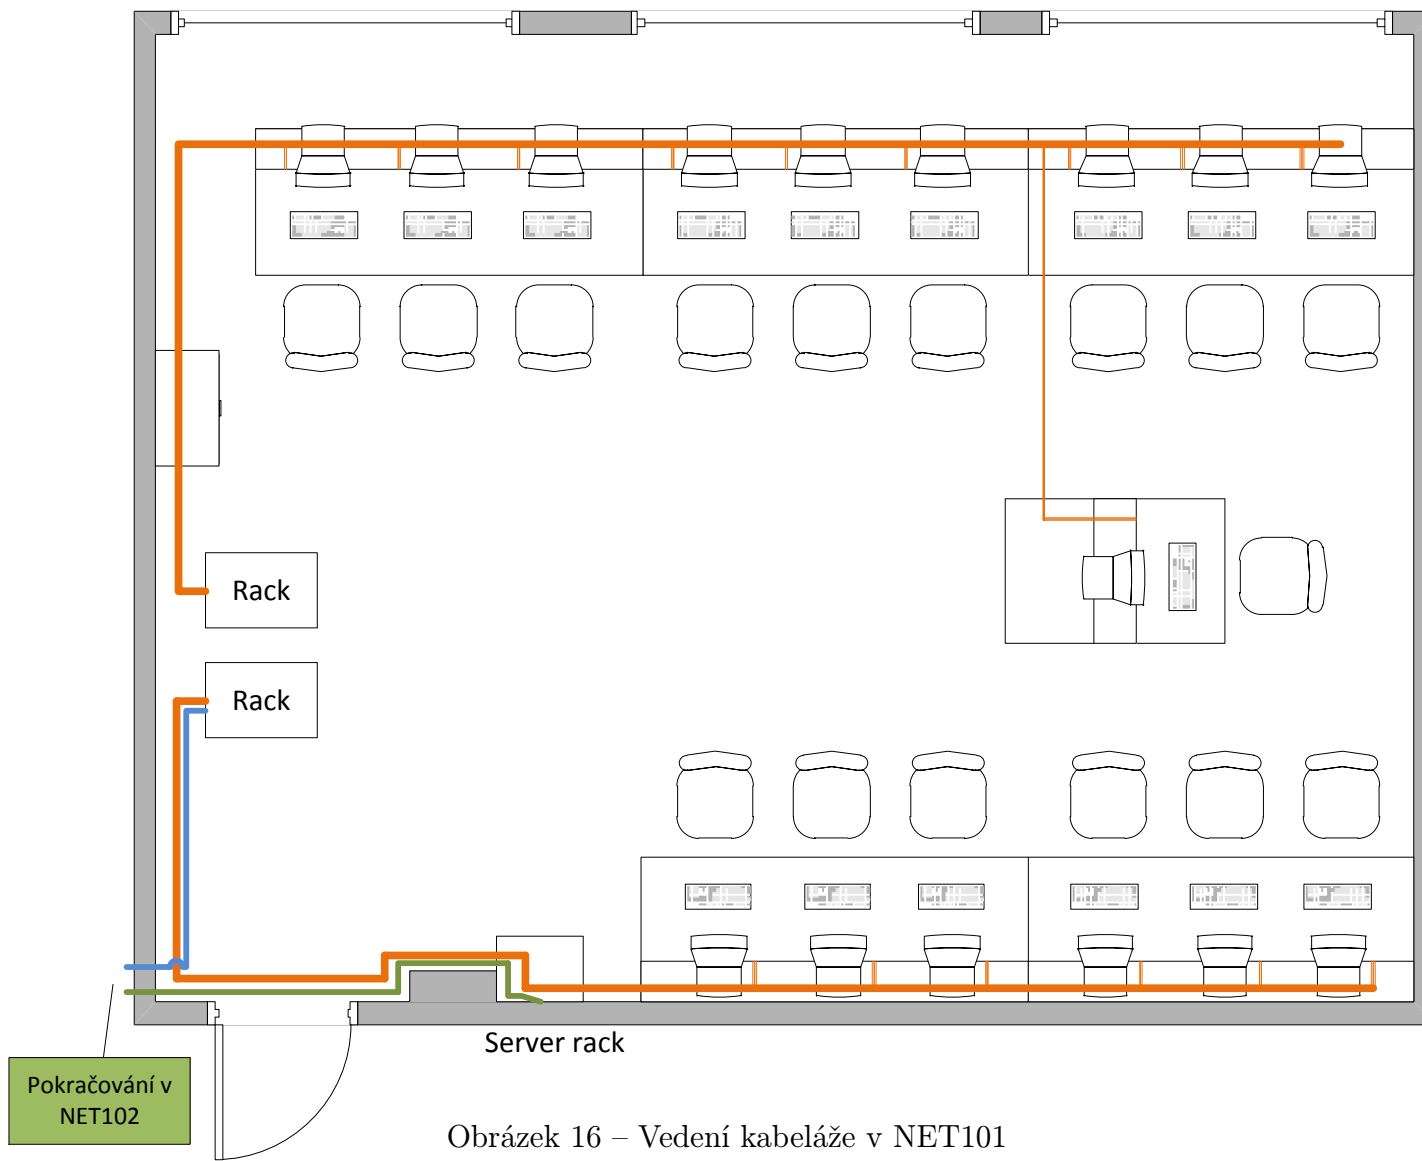 Rack
Rack
Server rack
Pokračování v
NET102
Obrázek 16 – Vedení kabeláže v NET101